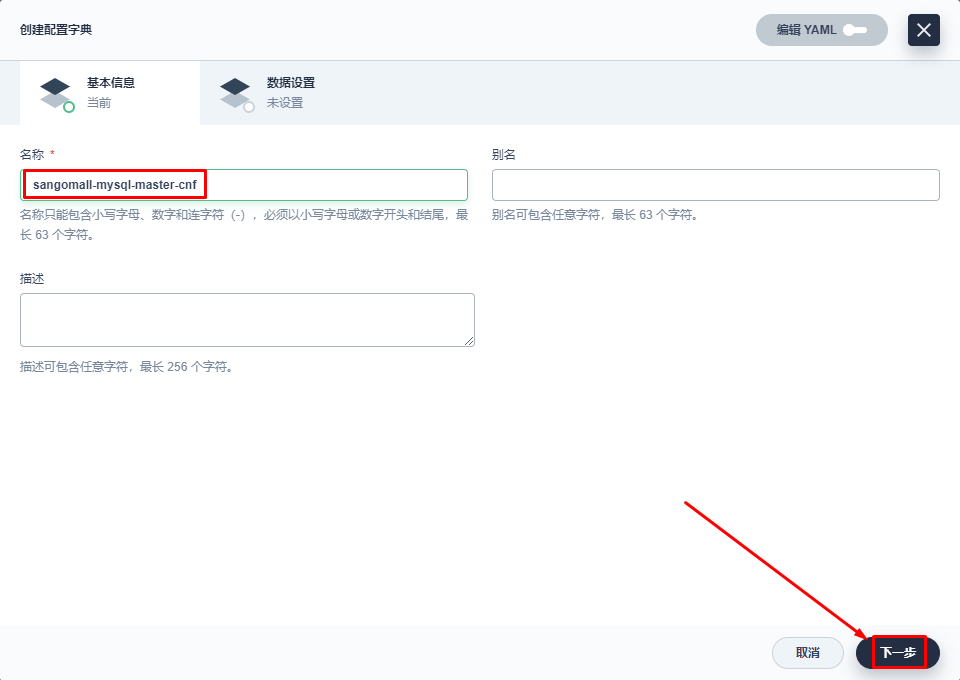 创建配置字典
编辑 YAML
基本信息
当前
数据设置
未设置
名称 *
sangomall-mysql-master-cnf
名称只能包含小写字母、数字和连字符（-），必须以小写字母或数字开头和结尾，最
长 63 个字符。
别名
别名可包含任意字符，最长 63 个字符。
描述
描述可包含任意字符，最长 256 个字符。
取消
下一步